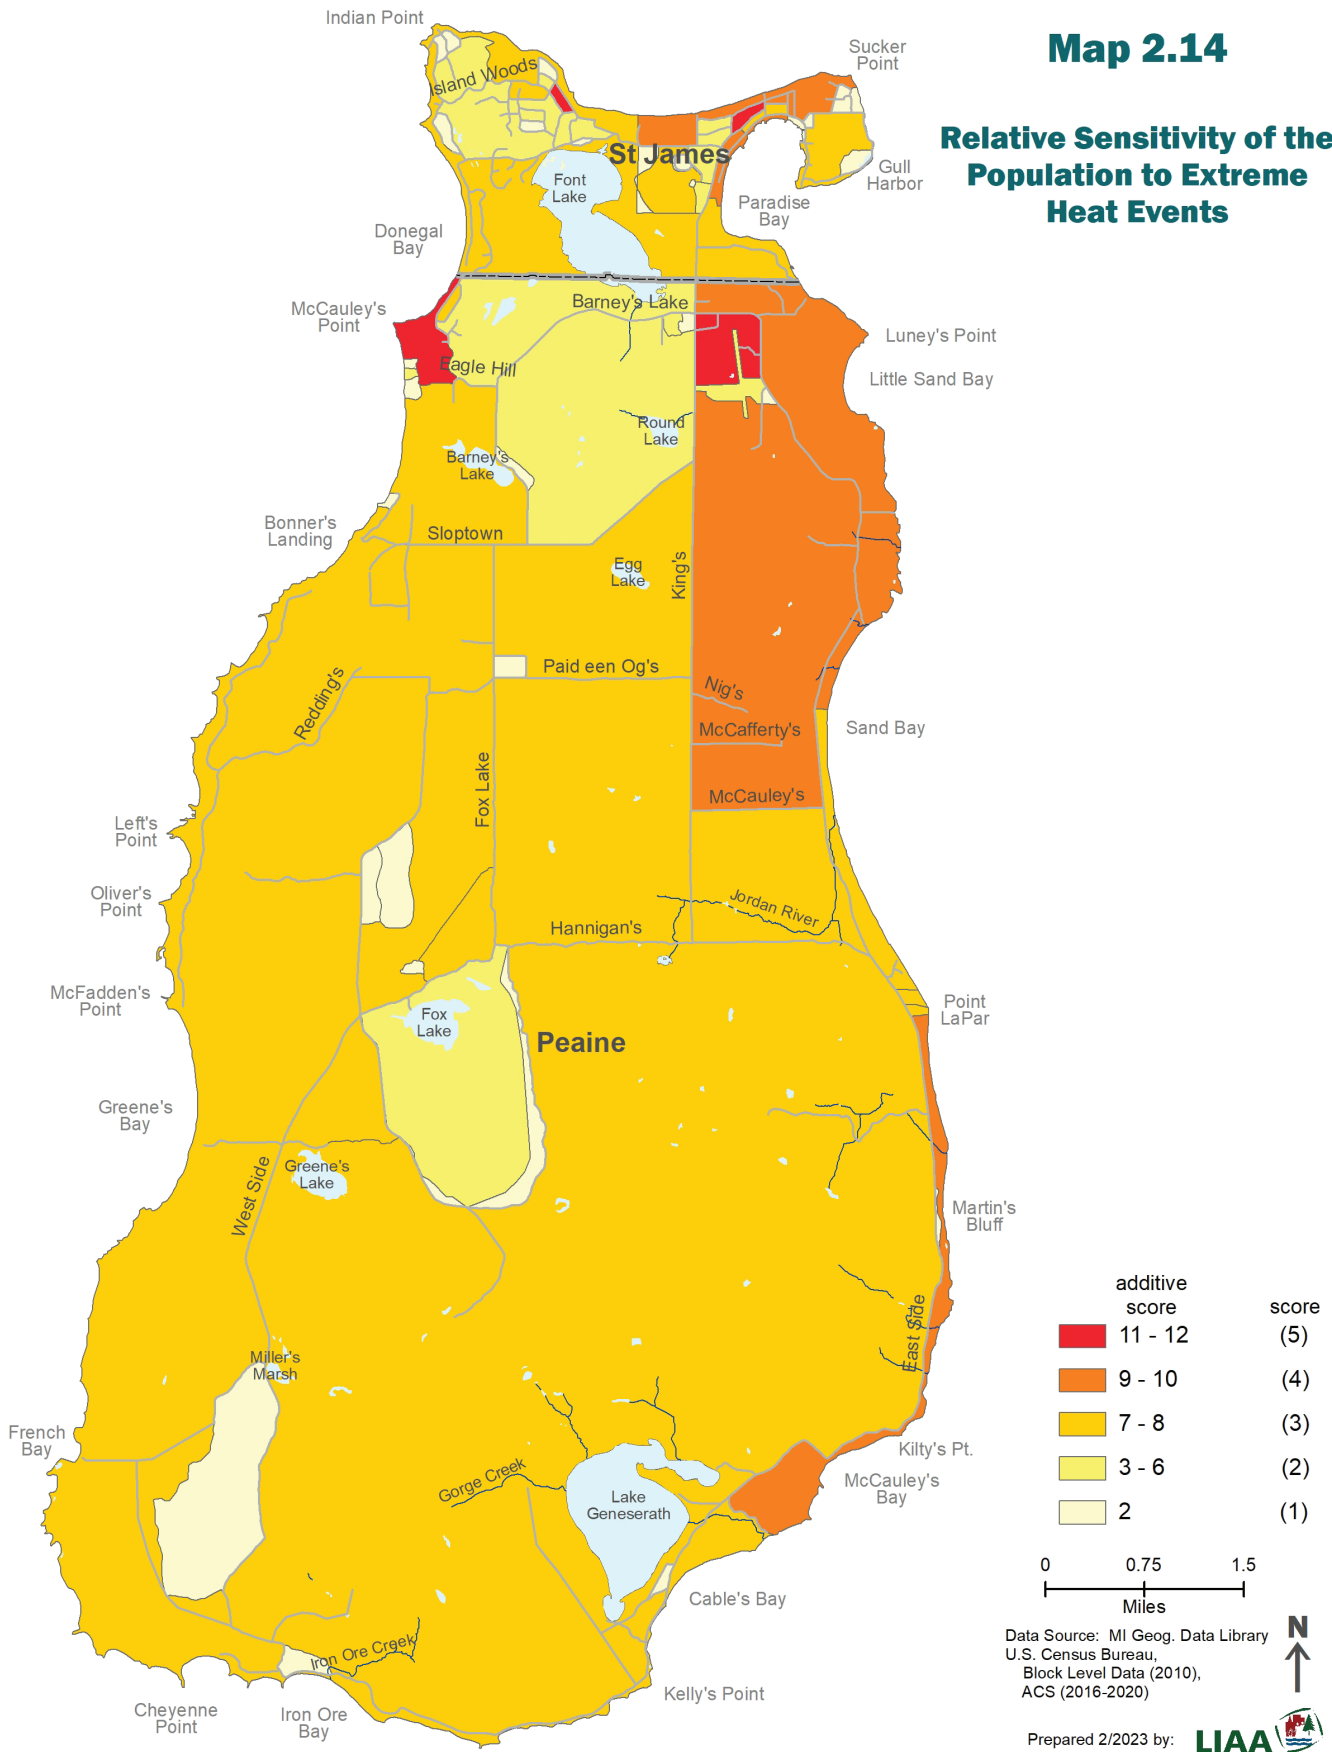 Map 2.14
Relative Sensitivity of the
Population to Extreme
Heat Events
Indian Point
Sucker
Point
Island Woods
St James
Font
Lake
Gull
Harbor
Paradise
Bay
Donegal
Bay
McCauley's
Point
Barney's Lake
Luney's Point
Eagle Hill
Little Sand Bay
Round
Lake
Barney's
Lake
Bonner's
Landing
Sloptown
Egg
Lake
King's
Paid een Og's
Nig's
Redding's
McCafferty's
Sand Bay
Fox Lake
McCauley's
Left's
Point
Oliver's
Point
Jordan River
Hannigan's
McFadden's
Point
Point
LaPar
Fox
Lake
Peaine
Greene's
Bay
Greene's
Lake
West Side
Martin's
Bluff
East Side
Miller's
Marsh
French
Bay
Kilty's Pt.
McCauley's
Bay
Gorge Creek
Lake
Geneserath
Cable's Bay
Iron Ore Creek
Kelly's Point
Cheyenne
Point
Iron Ore
Bay
additive
score score
11 - 12 (5)
9 - 10 (4)
7 - 8 (3)
3 - 6 (2)
2 (1)
0 0.75 1.5
Miles
N
Data Source: MI Geog. Data Library
U.S. Census Bureau,
Block Level Data (2010),
ACS (2016-2020)
Prepared 2/2023 by: LIAA